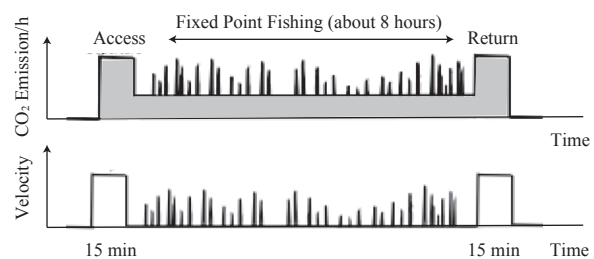 Fixed Point Fishing (about 8 hours)
Access
Return
CO₂ Emission/h
Time
Velocity
15 min
15 min
Time